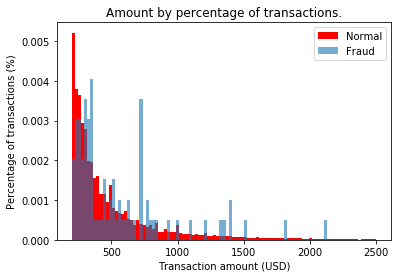 Amount by percentage of transactions.
Normal
Fraud
Percentage of transactions (%)
0.005
0.004
0.003
0.002
0.001
0.000
500
1000
1500
2000
2500
Transaction amount (USD)